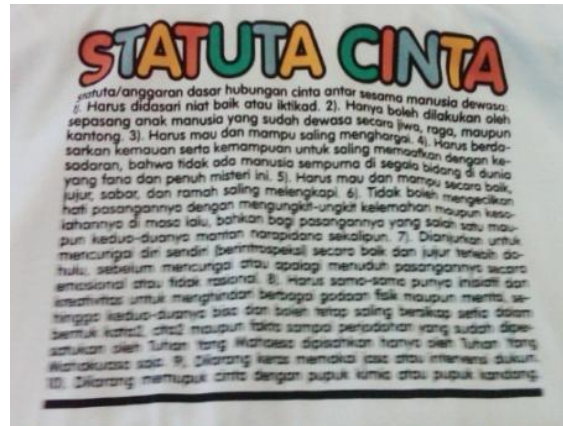 STATUTA CINTA
Statuta/anggaran dasar hubungan cinta antar sesama manusia dewasa:
1). Harus didasari niat baik atau iktikad. 2). Hanya boleh dilakukan oleh
sepasang anak manusia yang sudah dewasa secara jiwa, raga, maupun
kantong. 3). Harus mau dan mampu saling menghargai. 4). Harus berda-
sarkan kemauan serta kemampuan untuk saling memaafkan dengan ke-
sadaran, bahwa tidak ada manusia sempurna di segala bidang di dunia
yang fana dan penuh misteri ini. 5). Harus mau dan mampu secara baik,
jujur, sabar, dan ramah saling melengkapi. 6). Tidak boleh mengecilkan
hati pasangannya dengan mengungkit-ungkit kelemahan maupun kesa-
lahannya di masa lalu, bahkan bagi pasangannya yang salah satu mau-
pun kedua-duanya mantan narapidana sekalipun. 7). Dianjurkan untuk
mencurigai diri sendiri (berintrospeksi) secara baik dan jujur terlebih da-
hulu, sebelum mencurigai atau apalagi menuduh pasangannya secara
emosional atau tidak rasional. 8). Harus sama-sama punya inisiatif dan
kreativitas untuk menghindari berbagai godaan fisik maupun mental, se-
hingga kedua-duanya bisa dan boleh tetap saling bersikap setia dalam
bentuk kata2, cita2 maupun fakta sampai perjodohan yang sudah diper-
satukan oleh Tuhan Yang Mahaesa dipisahkan hanya oleh Tuhan Yang
Mahakuasa saja. 9). Dilarang keras memakai jasa atau intervensi dukun.
10. Dilarang memupuk cinta dengan pupuk kimia atau pupuk kandang.